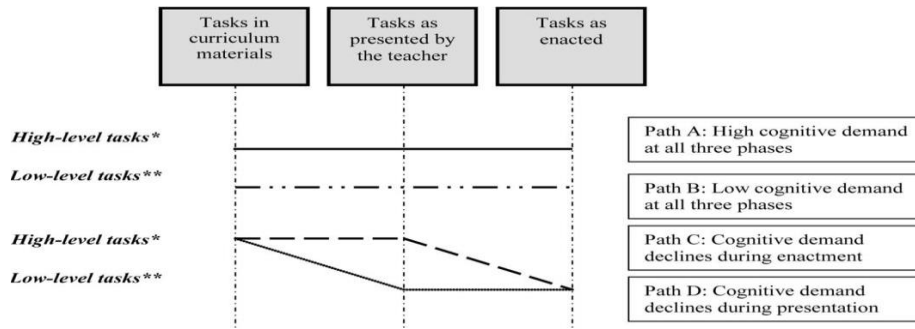 Tasks in
curriculum
materials
Tasks as
presented by
the teacher
Tasks as
enacted
High-level tasks*
Path A: High cognitive demand
at all three phases
Low-level tasks**
Path B: Low cognitive demand
at all three phases
High-level tasks*
Path C: Cognitive demand
declines during enactment
Low-level tasks**
Path D: Cognitive demand
declines during presentation